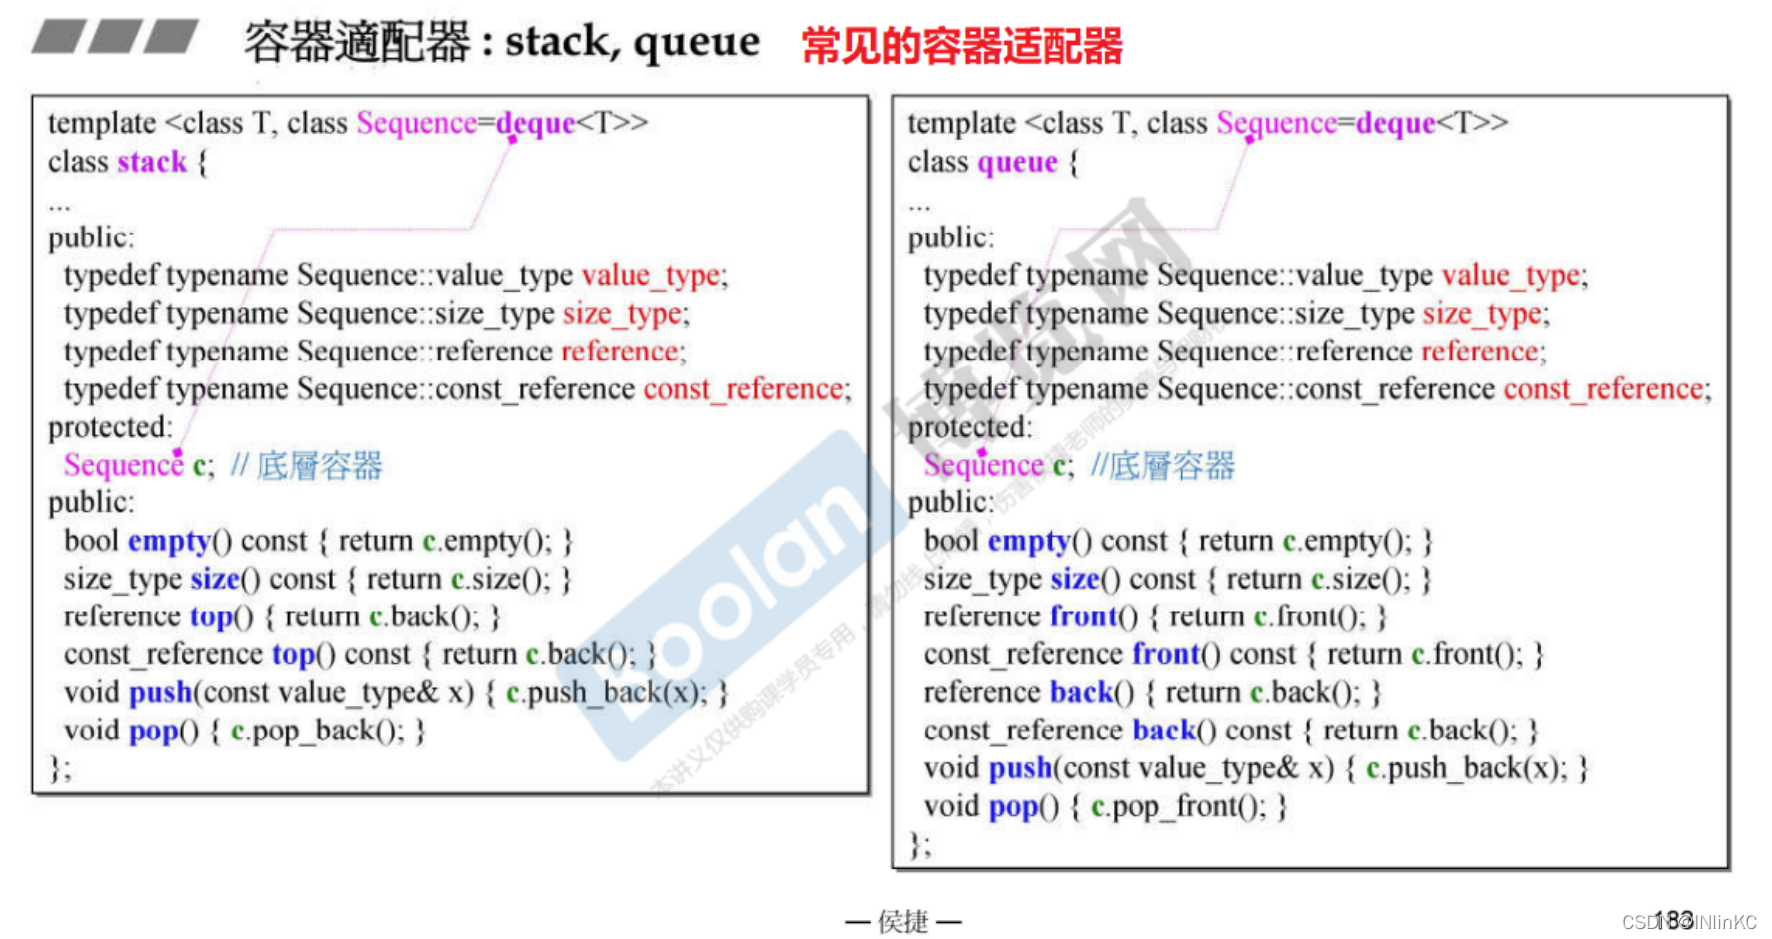 容器適配器 : stack, queue 常见的容器适配器
template <class T, class Sequence=deque<T>>
class stack {
...
public:
typedef typename Sequence::value_type value_type;
typedef typename Sequence::size_type size_type;
typedef typename Sequence::reference reference;
typedef typename Sequence::const_reference const_reference;
protected:
Sequence c; // 底層容器
public:
bool empty() const { return c.empty(); }
size_type size() const { return c.size(); }
reference top() { return c.back(); }
const_reference top() const { return c.back(); }
void push(const value_type& x) { c.push_back(x); }
void pop() { c.pop_back(); }
};
template <class T, class Sequence=deque<T>>
class queue {
...
public:
typedef typename Sequence::value_type value_type;
typedef typename Sequence::size_type size_type;
typedef typename Sequence::reference reference;
typedef typename Sequence::const_reference const_reference;
protected:
Sequence c; //底層容器
public:
bool empty() const { return c.empty(); }
size_type size() const { return c.size(); }
reference front() { return c.front(); }
const_reference front() const { return c.front(); }
reference back() { return c.back(); }
const_reference back() const { return c.back(); }
void push(const value_type& x) { c.push_back(x); }
void pop() { c.pop_front(); }
};
Boolan 博览网
本讲义仅供购课学员专用，请勿线上
— 侯捷 —
183
CSDN @INlinKC